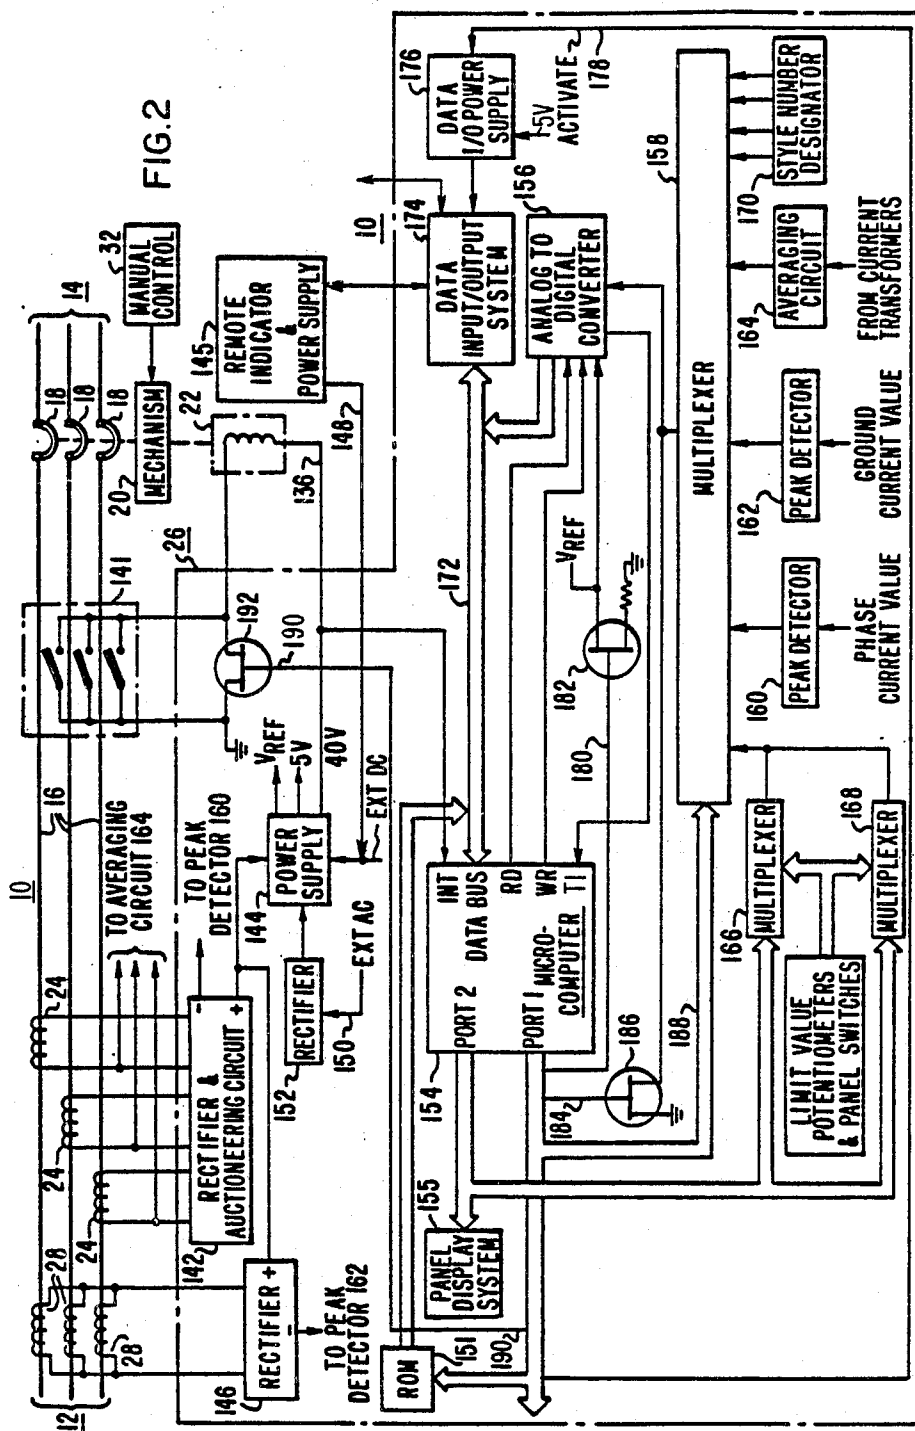 FIG.2
10
12
14
16
18
18
18
20
MECHANISM
22
32
MANUAL
CONTROL
141
24
24
24
28
28
TO AVERAGING
CIRCUIT 164
26
142
RECTIFIER &
AUCTIONEERING CIRCUIT
-
+
TO PEAK
DETECTOR 160
144
POWER
SUPPLY
VREF
5V
40V
136
192
190
145
REMOTE
INDICATOR
&
POWER SUPPLY
148
146
RECTIFIER
+
-
TO PEAK
DETECTOR 162
152
RECTIFIER
150
EXT AC
EXT DC
10
151
ROM
155
PANEL
DISPLAY
SYSTEM
190
154
INT
DATA BUS
RD
WR
T1
PORT 2
PORT 1
MICRO-
COMPUTER
172
174
DATA
INPUT/OUTPUT
SYSTEM
176
DATA
I/O POWER
SUPPLY
5V
ACTIVATE
178
156
ANALOG TO
DIGITAL
CONVERTER
VREF
180
182
184
186
188
158
MULTIPLEXER
166
MULTIPLEXER
168
MULTIPLEXER
LIMIT VALUE
POTENTIOMETERS
& PANEL SWITCHES
160
PEAK DETECTOR
PHASE
CURRENT VALUE
162
PEAK DETECTOR
GROUND
CURRENT VALUE
164
AVERAGING
CIRCUIT
FROM CURRENT
TRANSFORMERS
170
STYLE NUMBER
DESIGNATOR